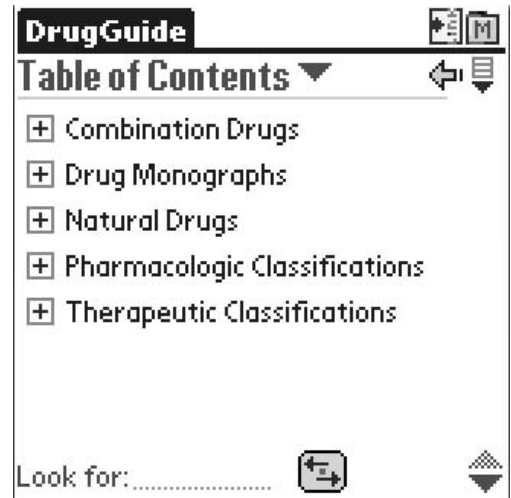 DrugGuide
M
Table of Contents
Combination Drugs
Drug Monographs
Natural Drugs
Pharmacologic Classifications
Therapeutic Classifications
Look for: